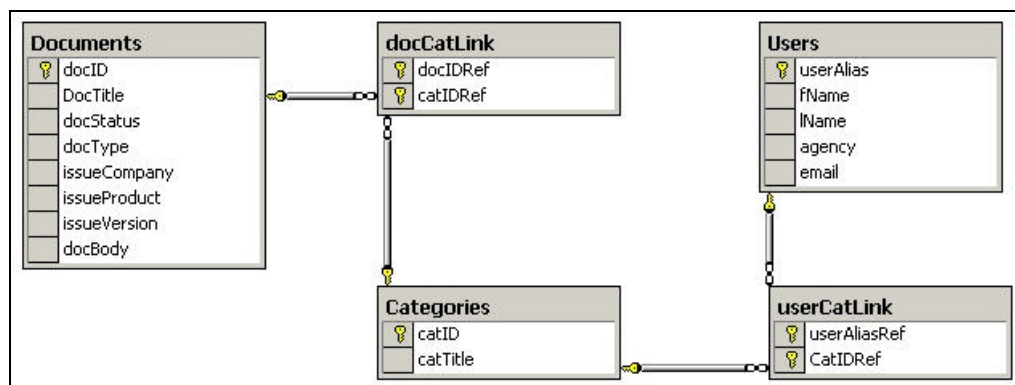 Documents
docID
DocTitle
docStatus
docType
issueCompany
issueProduct
issueVersion
docBody
docCatLink
docIDRef
catIDRef
Users
userAlias
fName
lName
agency
email
Categories
catID
catTitle
userCatLink
userAliasRef
CatIDRef